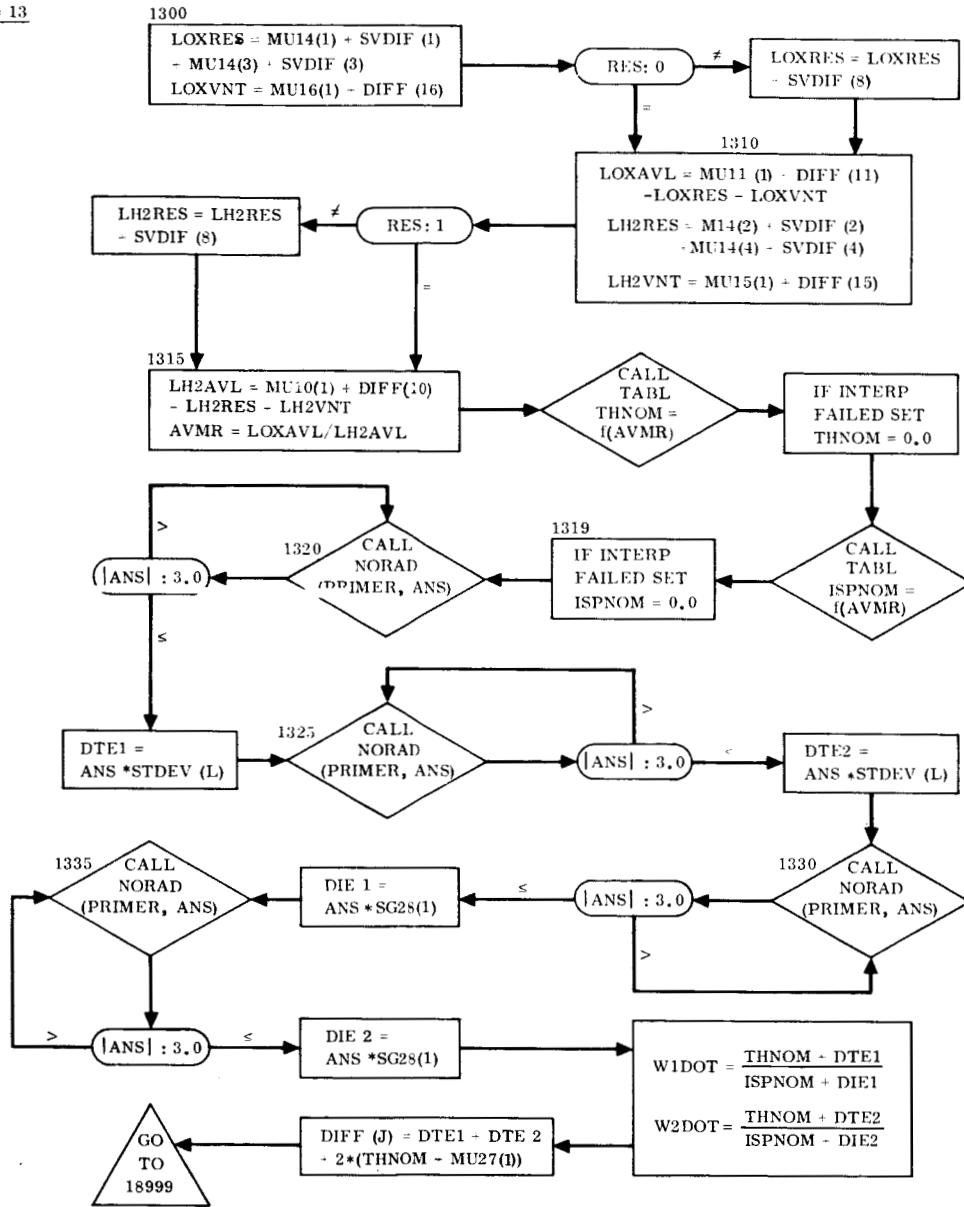 = 13
1300
LOXRES = MU14(1) + SVDIF (1)
+ MU14(3) + SVDIF (3)
LOXVNT = MU16(1) + DIFF (16)
RES: 0
≠
=
LOXRES = LOXRES
- SVDIF (8)
1310
LOXAVL = MU11 (1) + DIFF (11)
-LOXRES - LOXVNT
LH2RES = M14(2) + SVDIF (2)
+MU14(4) + SVDIF (4)
LH2VNT = MU15(1) + DIFF (15)
RES: 1
≠
=
LH2RES = LH2RES
- SVDIF (8)
1315
LH2AVL = MU10(1) + DIFF(10)
- LH2RES - LH2VNT
AVMR = LOXAVL/LH2AVL
CALL
TABL
THNOM =
f(AVMR)
IF INTERP
FAILED SET
THNOM = 0.0
CALL
TABL
ISPNOM =
f(AVMR)
1319
IF INTERP
FAILED SET
ISPNOM = 0.0
1320
CALL
NORAD
(PRIMER, ANS)
>
|ANS| : 3.0
≤
DTE1 =
ANS *STDEV (L)
1325
CALL
NORAD
(PRIMER, ANS)
>
|ANS| : 3.0
≤
DTE2 =
ANS *STDEV (L)
1330
CALL
NORAD
(PRIMER, ANS)
|ANS| : 3.0
≤
>
DIE 1 =
ANS *SG28(1)
1335
CALL
NORAD
(PRIMER, ANS)
>
|ANS| : 3.0
≤
DIE 2 =
ANS *SG28(1)
W1DOT = THNOM + DTE1
ISPNOM + DIE1
W2DOT = THNOM + DTE2
ISPNOM + DIE2
DIFF (J) = DTE1 + DTE 2
+ 2*(THNOM - MU27(1))
GO
TO
18999